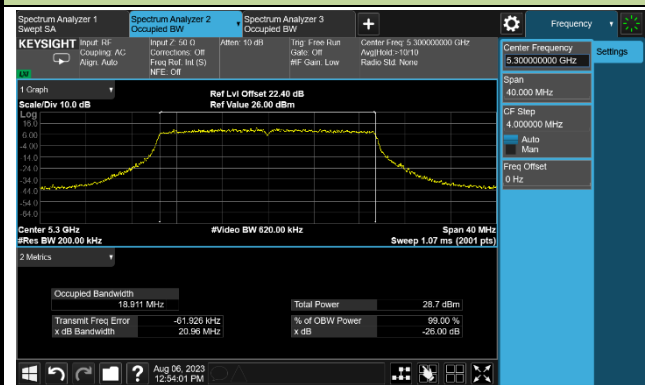 Spectrum Analyzer 1
Swept SA
Spectrum Analyzer 2
Occupied BW
Spectrum Analyzer 3
Occupied BW
+
Frequency
KEYSIGHT
Input: RF
Coupling: AC
Align: Auto
Input Z: 50 Ω
Corrections: Off
Freq Ref: Int (S)
NFE: Off
Atten: 10 dB
Trig: Free Run
Gate: Off
#IF Gain: Low
Center Freq: 5.300000000 GHz
Avg|Hold:>10/10
Radio Std: None
Center Frequency
5.300000000 GHz
Settings
Span
40.000 MHz
CF Step
4.000000 MHz
Auto
Man
Freq Offset
0 Hz
1 Graph
Scale/Div 10.0 dB
Ref Lvl Offset 22.40 dB
Ref Value 26.00 dBm
Log
16.0
6.00
-4.00
-14.0
-24.0
-34.0
-44.0
-54.0
-64.0
Center 5.3 GHz
#Res BW 200.00 kHz
#Video BW 620.00 kHz
Span 40 MHz
Sweep 1.07 ms (2001 pts)
2 Metrics
Occupied Bandwidth
18.911 MHz
Transmit Freq Error
-61.926 kHz
x dB Bandwidth
20.96 MHz
Total Power
28.7 dBm
% of OBW Power
99.00 %
x dB
-26.00 dB
?
Aug 06, 2023
12:54:01 PM